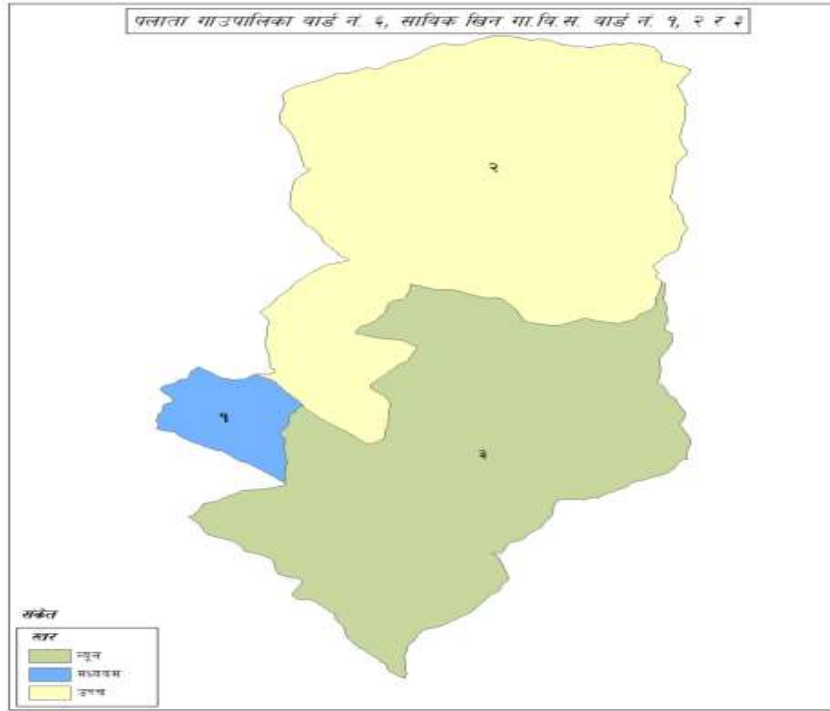 पलाता गाउपालिका वार्ड नं. ६, साविक खिन गा.वि.स. वार्ड नं. १, २ र ३
२
१
३
संकेत
स्तर
न्यून
मध्यम
उच्च